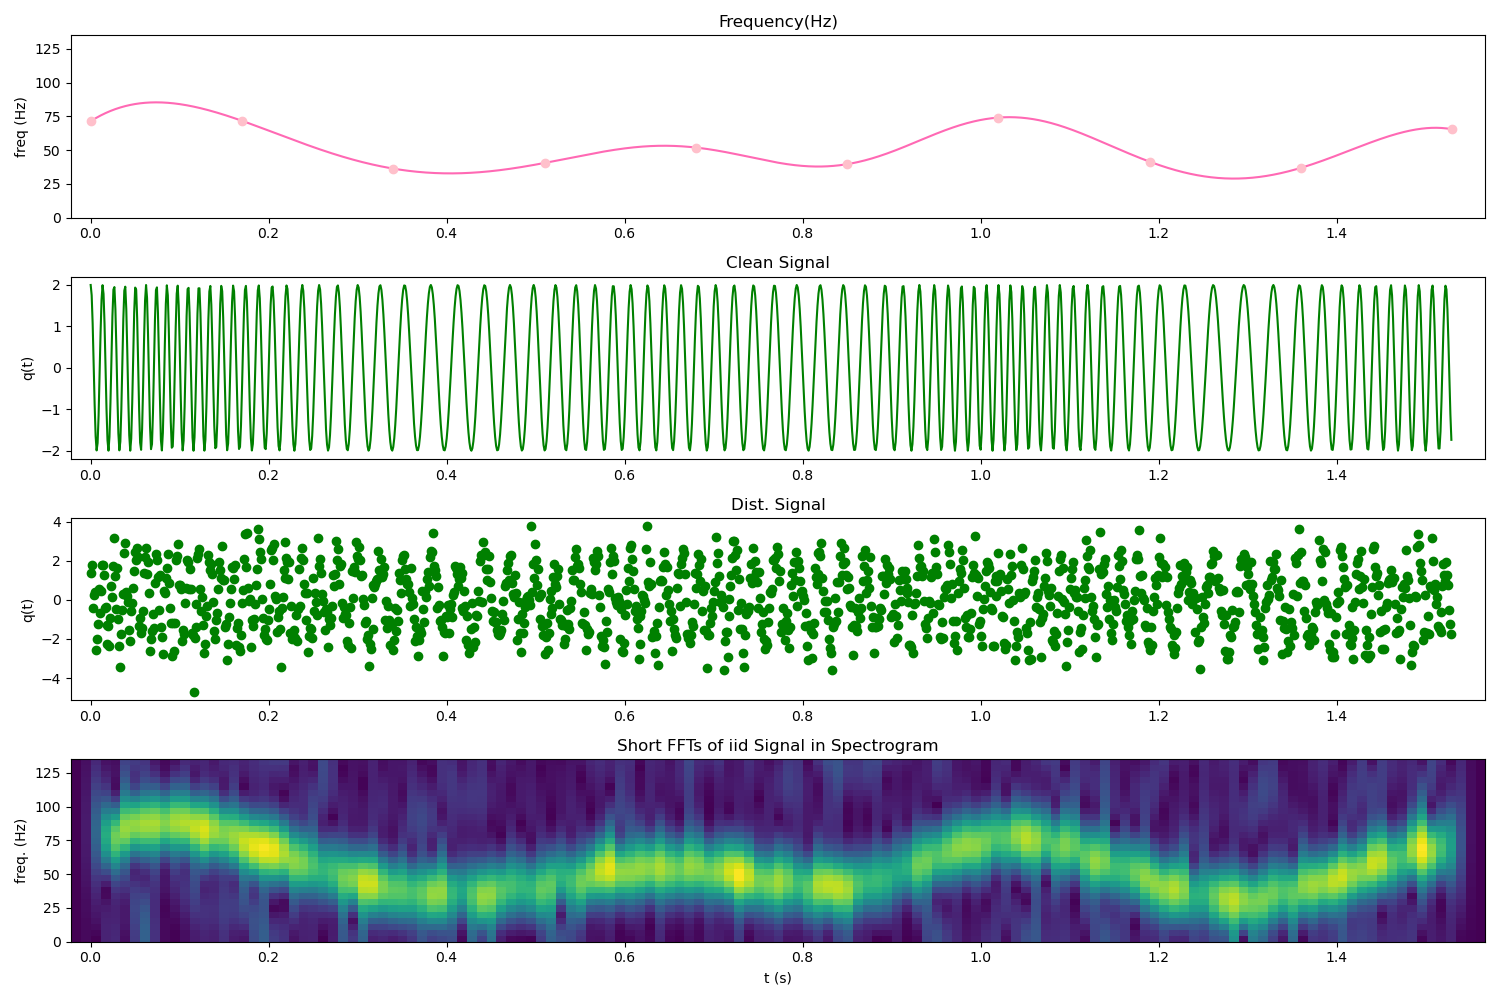 Frequency(Hz)
freq (Hz)
125
100
75
50
25
0
0.0 0.2 0.4 0.6 0.8 1.0 1.2 1.4
Clean Signal
q(t)
2
1
0
−1
−2
0.0 0.2 0.4 0.6 0.8 1.0 1.2 1.4
Dist. Signal
q(t)
4
2
0
−2
−4
0.0 0.2 0.4 0.6 0.8 1.0 1.2 1.4
Short FFTs of iid Signal in Spectrogram
freq. (Hz)
125
100
75
50
25
0
0.0 0.2 0.4 0.6 0.8 1.0 1.2 1.4
t (s)